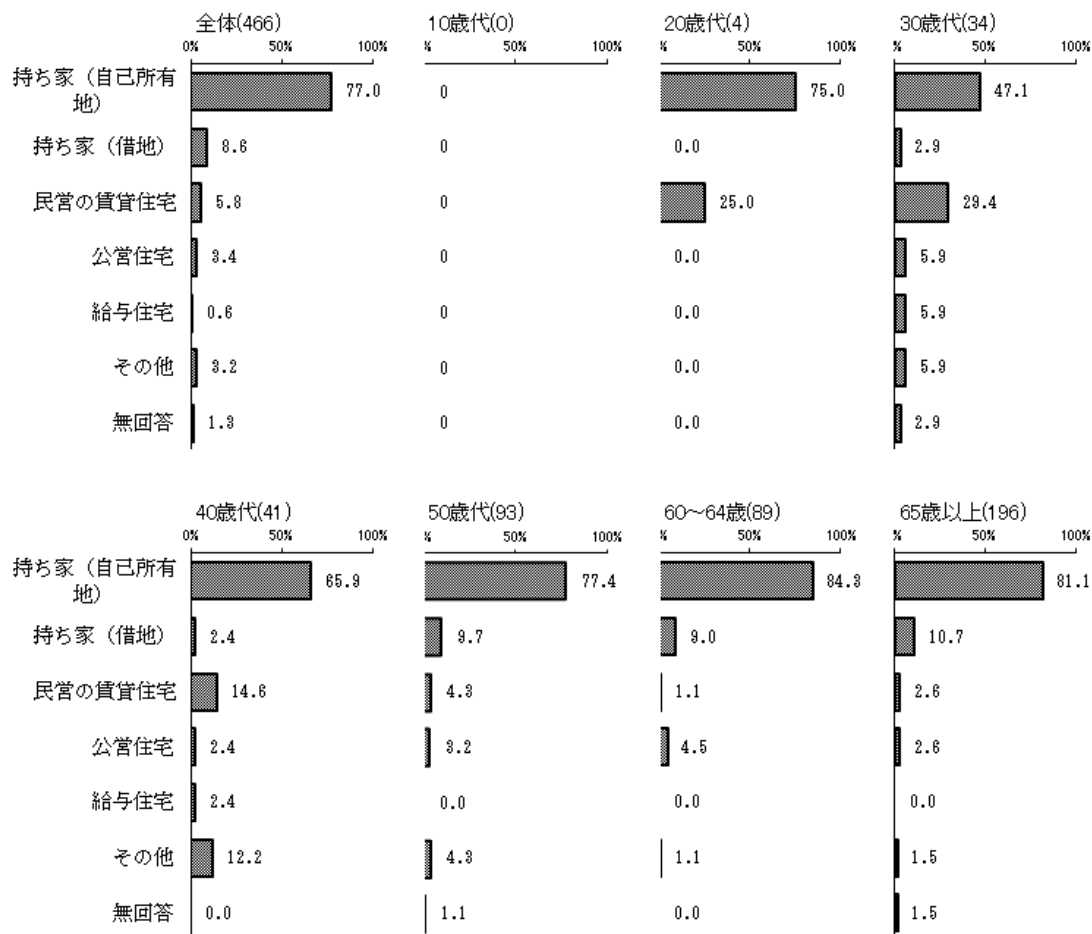 全体(466) 10歳代(0) 20歳代(4) 30歳代(34)
0% 50% 100% % 50% 100% % 50% 100% 0% 50% 100%
持ち家（自己所有地） 77.0 0 75.0 47.1
持ち家（借地） 8.6 0 0.0 2.9
民営の賃貸住宅 5.8 0 25.0 29.4
公営住宅 3.4 0 0.0 5.9
給与住宅 0.6 0 0.0 5.9
その他 3.2 0 0.0 5.9
無回答 1.3 0 0.0 2.9
40歳代(41) 50歳代(93) 60～64歳(89) 65歳以上(196)
0% 50% 100% % 50% 100% % 50% 100% 0% 50% 100%
持ち家（自己所有地） 65.9 77.4 84.3 81.1
持ち家（借地） 2.4 9.7 9.0 10.7
民営の賃貸住宅 14.6 4.3 1.1 2.6
公営住宅 2.4 3.2 4.5 2.6
給与住宅 2.4 0.0 0.0 0.0
その他 12.2 4.3 1.1 1.5
無回答 0.0 1.1 0.0 1.5